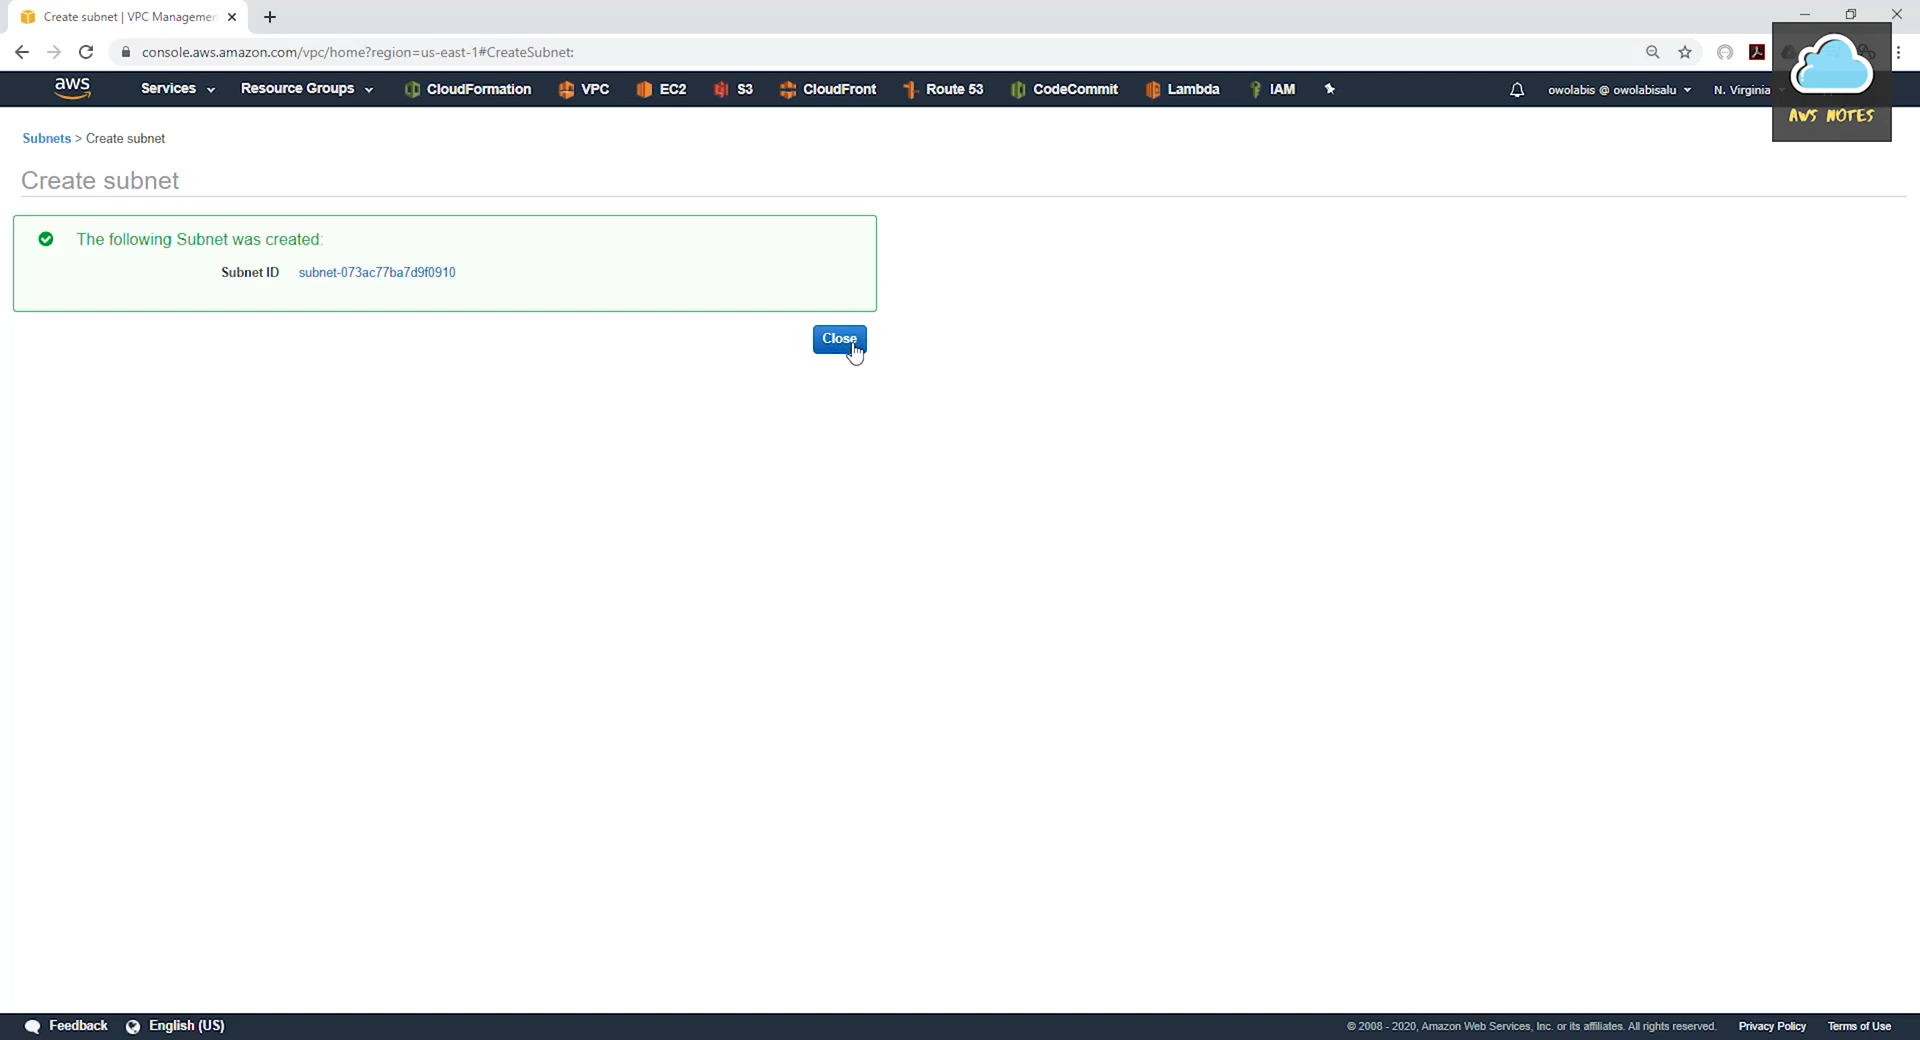 Create subnet | VPC Managemen
console.aws.amazon.com/vpc/home?region=us-east-1#CreateSubnet:
aws Services Resource Groups CloudFormation VPC EC2 S3 CloudFront Route 53 CodeCommit Lambda IAM owolabis @ owolabisalu N. Virginia
AWS NOTES
Subnets > Create subnet
Create subnet
The following Subnet was created:
Subnet ID subnet-073ac77ba7d9f0910
Close
Feedback English (US) © 2008 - 2020, Amazon Web Services, Inc. or its affiliates. All rights reserved. Privacy Policy Terms of Use